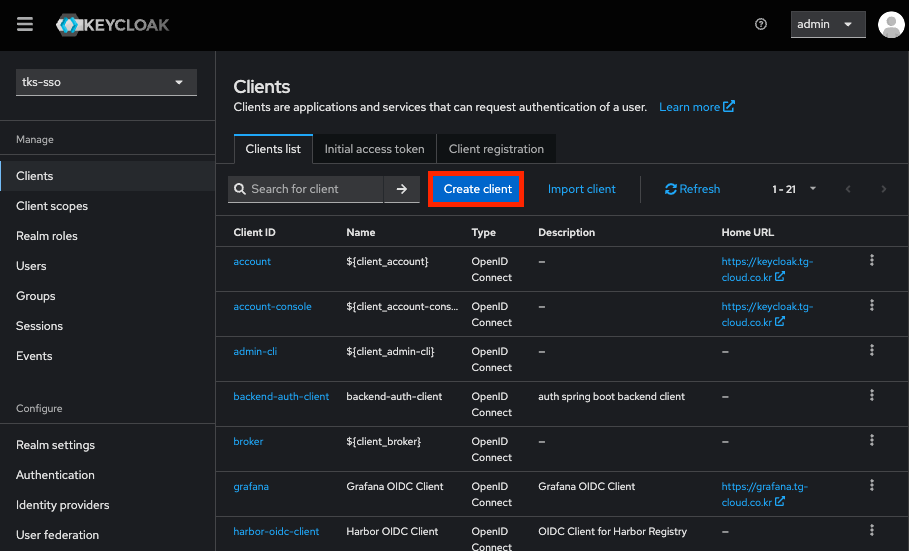 KEYCLOAK
admin
tks-sso
Manage
Clients
Client scopes
Realm roles
Users
Groups
Sessions
Events
Configure
Realm settings
Authentication
Identity providers
User federation
Clients
Clients are applications and services that can request authentication of a user. Learn more
Clients list Initial access token Client registration
Search for client Create client Import client Refresh 1 - 21
Client ID Name Type Description Home URL
account ${client_account} OpenID Connect – https://keycloak.tg-cloud.co.kr
account-console ${client_account-cons... OpenID Connect – https://keycloak.tg-cloud.co.kr
admin-cli ${client_admin-cli} OpenID Connect – –
backend-auth-client backend-auth-client OpenID Connect auth spring boot backend client –
broker ${client_broker} OpenID Connect – –
grafana Grafana OIDC Client OpenID Connect Grafana OIDC Client https://grafana.tg-cloud.co.kr
harbor-oidc-client Harbor OIDC Client OpenID Connect OIDC Client for Harbor Registry –